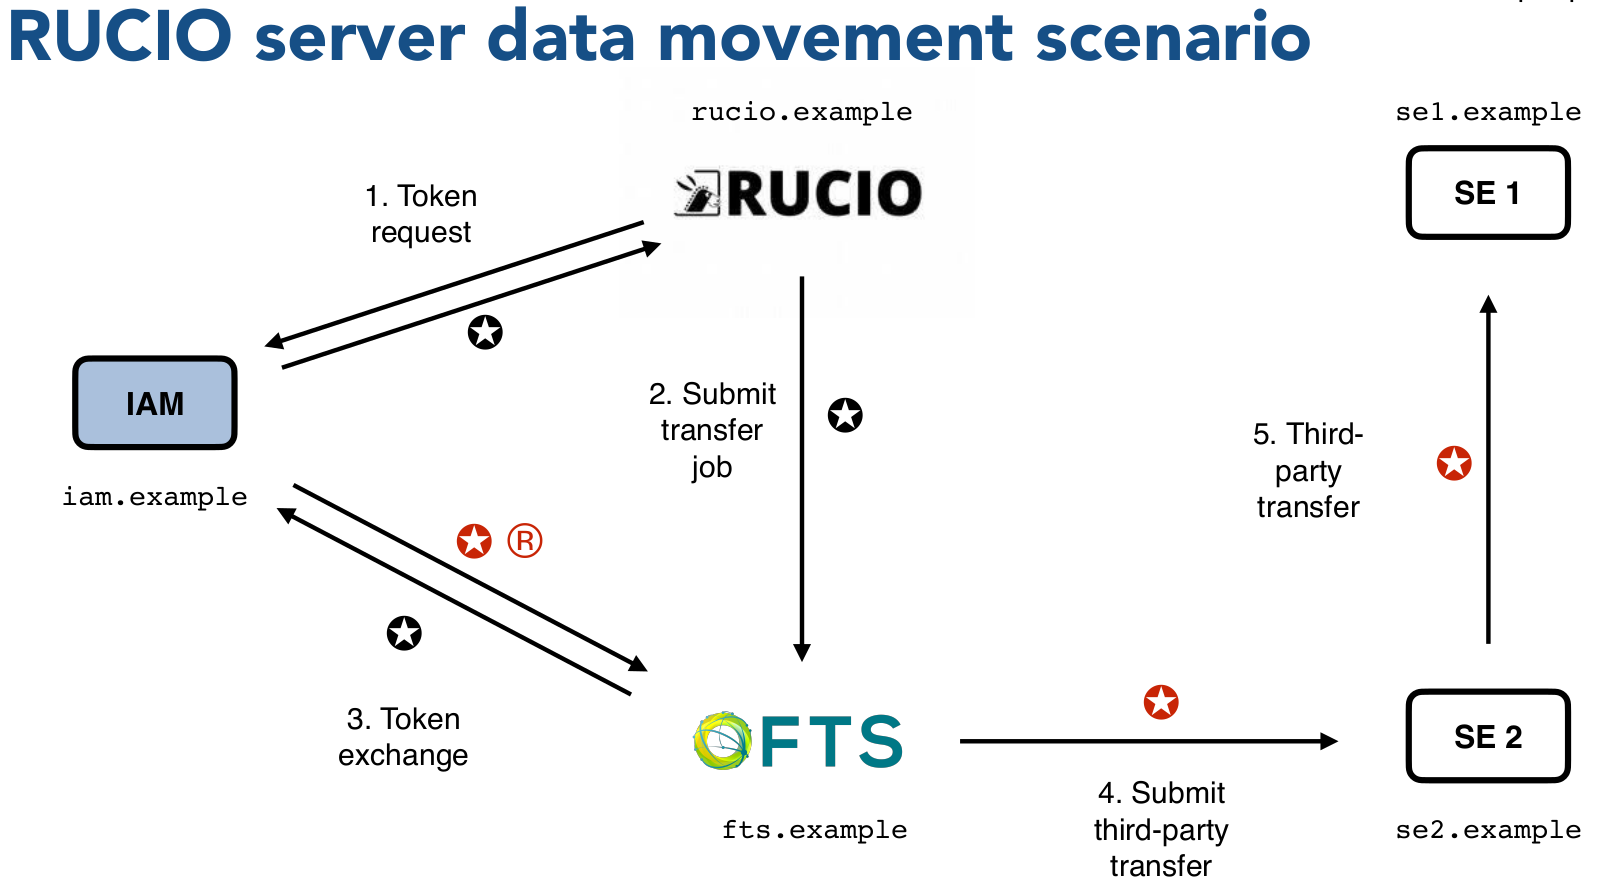 RUCIO server data movement scenario
rucio.example
se1.example
RUCIO
SE 1
1. Token
request
IAM
iam.example
2. Submit
transfer
job
5. Third-
party
transfer
®
3. Token
exchange
FTS
SE 2
fts.example
4. Submit
third-party
transfer
se2.example